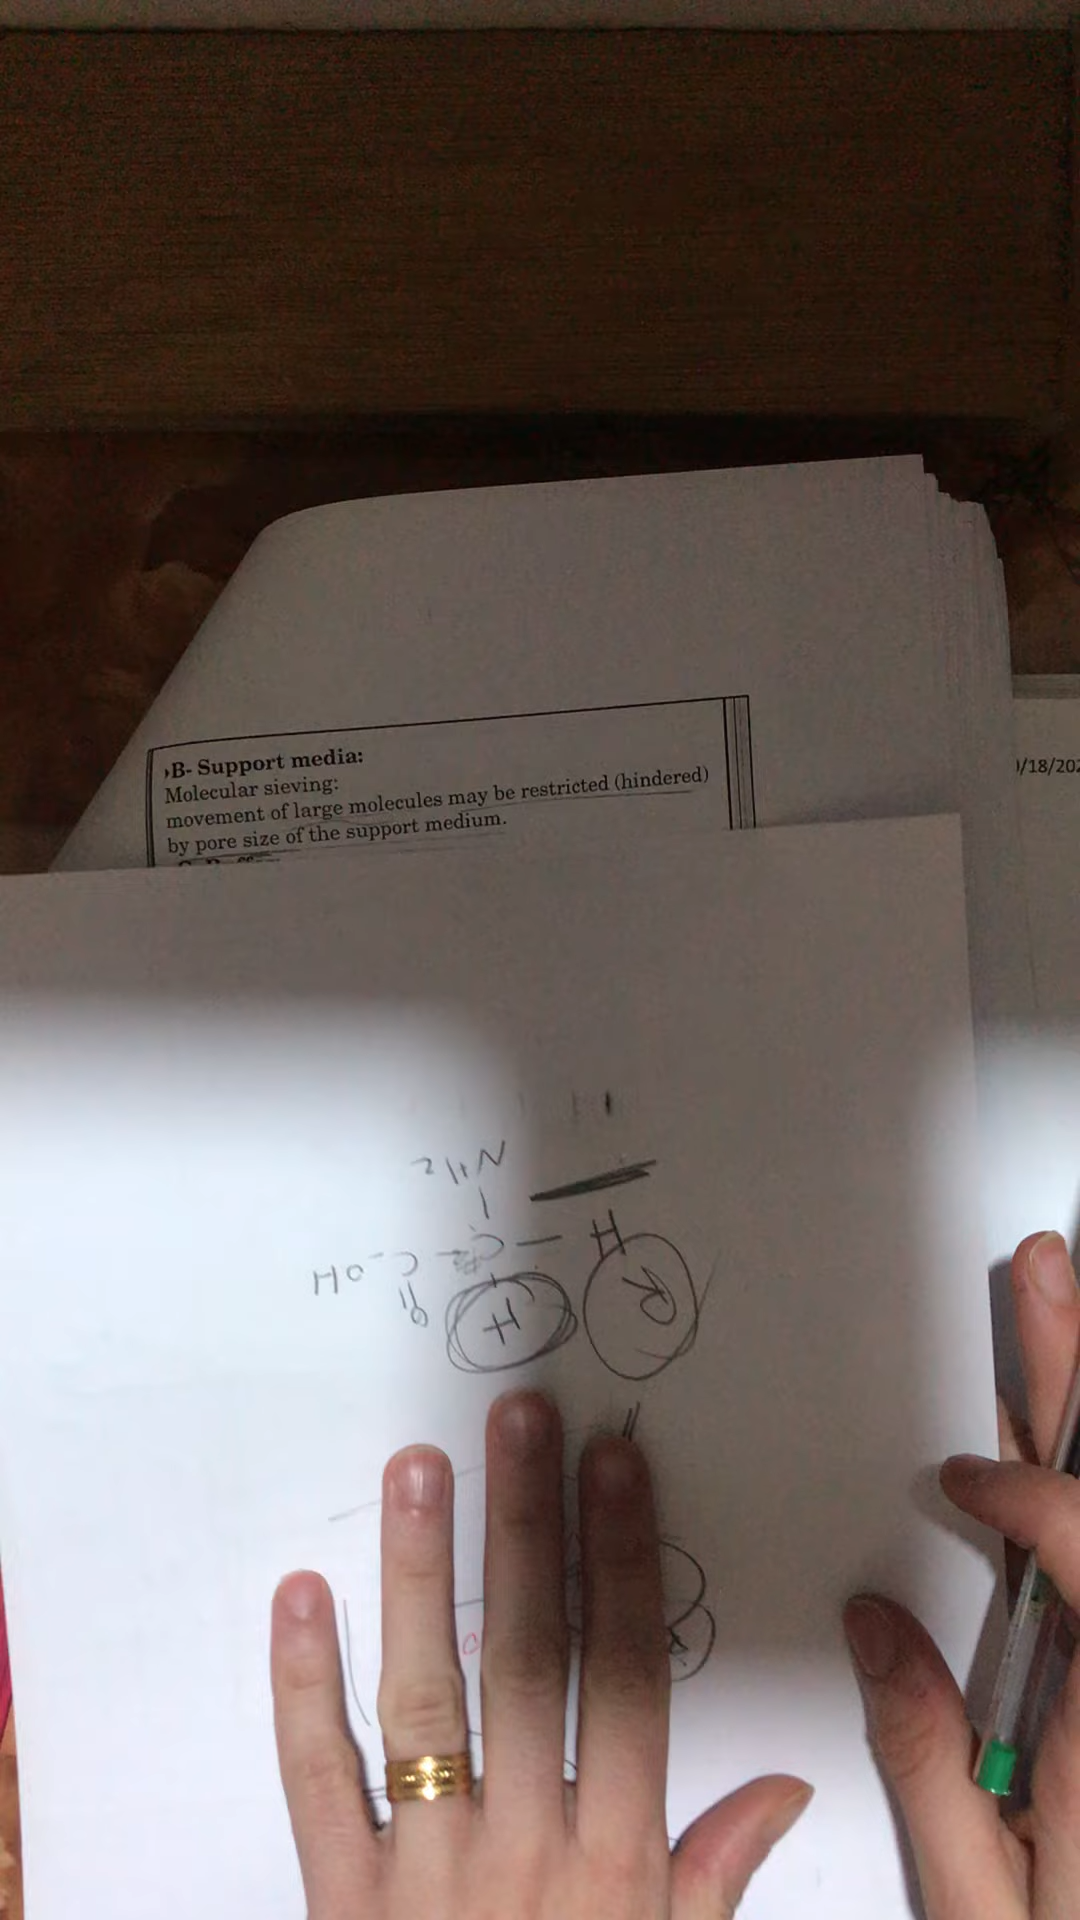 B- Support media:
Molecular sieving:
movement of large molecules may be restricted (hindered)
by pore size of the support medium.
/18/202
NH2
H
C
C
OH
O
H
R